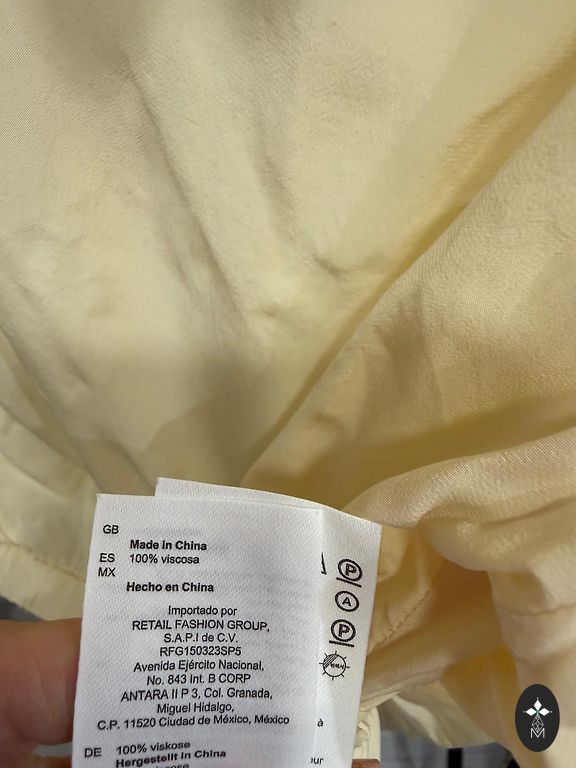 GB
Made in China
ES 100% viscosa
MX
Hecho en China
Importado por
RETAIL FASHION GROUP,
S.A.P.I de C.V.
RFG150323SP5
Avenida Ejército Nacional,
No. 843 Int. B CORP
ANTARA II P 3, Col. Granada,
Miguel Hidalgo,
C.P. 11520 Ciudad de México, México
DE 100% viskose
Hergestellt in China
P
A
P
à
M